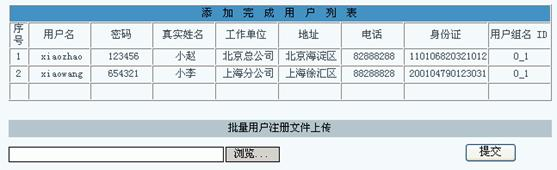 添 加 完 成 用 户 列 表
序号 用户名 密码 真实姓名 工作单位 地址 电话 身份证 用户组名 ID
1 xiaozhao 123456 小赵 北京总公司 北京海淀区 82888288 110106820321012 0_1
2 xiaowang 654321 小李 上海分公司 上海徐汇区 88288828 200104790123031 0_1
批量用户注册文件上传
浏览... 提交